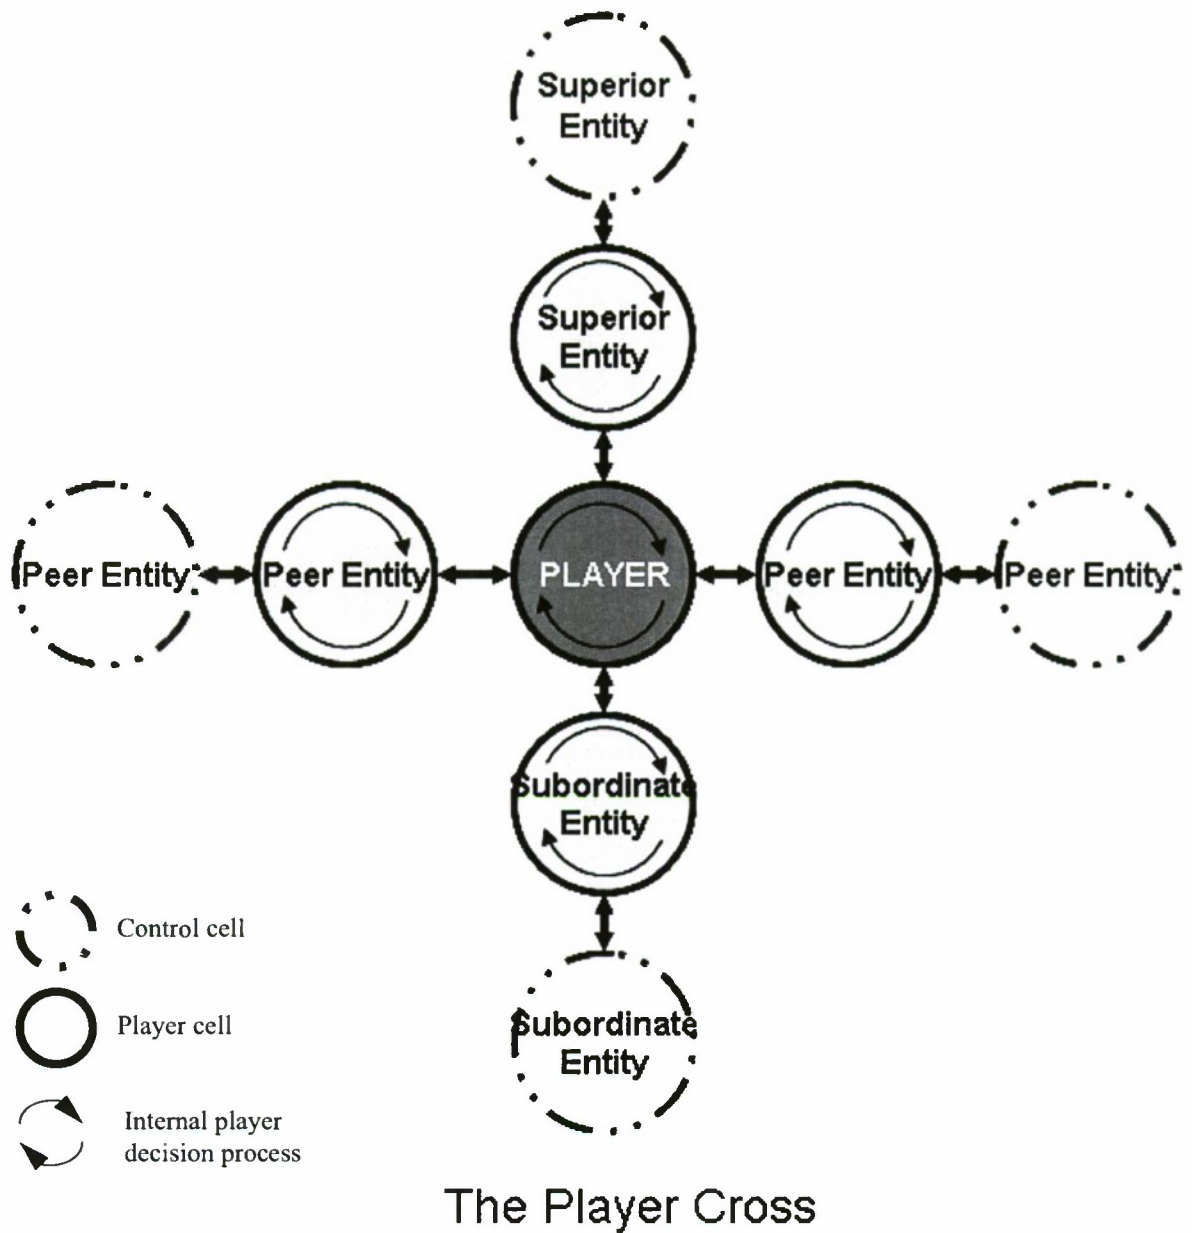 Superior
Entity
Superior
Entity
Peer Entity
Peer Entity
PLAYER
Peer Entity
Peer Entity
Subordinate
Entity
Subordinate
Entity
Control cell
Player cell
Internal player
decision process
The Player Cross